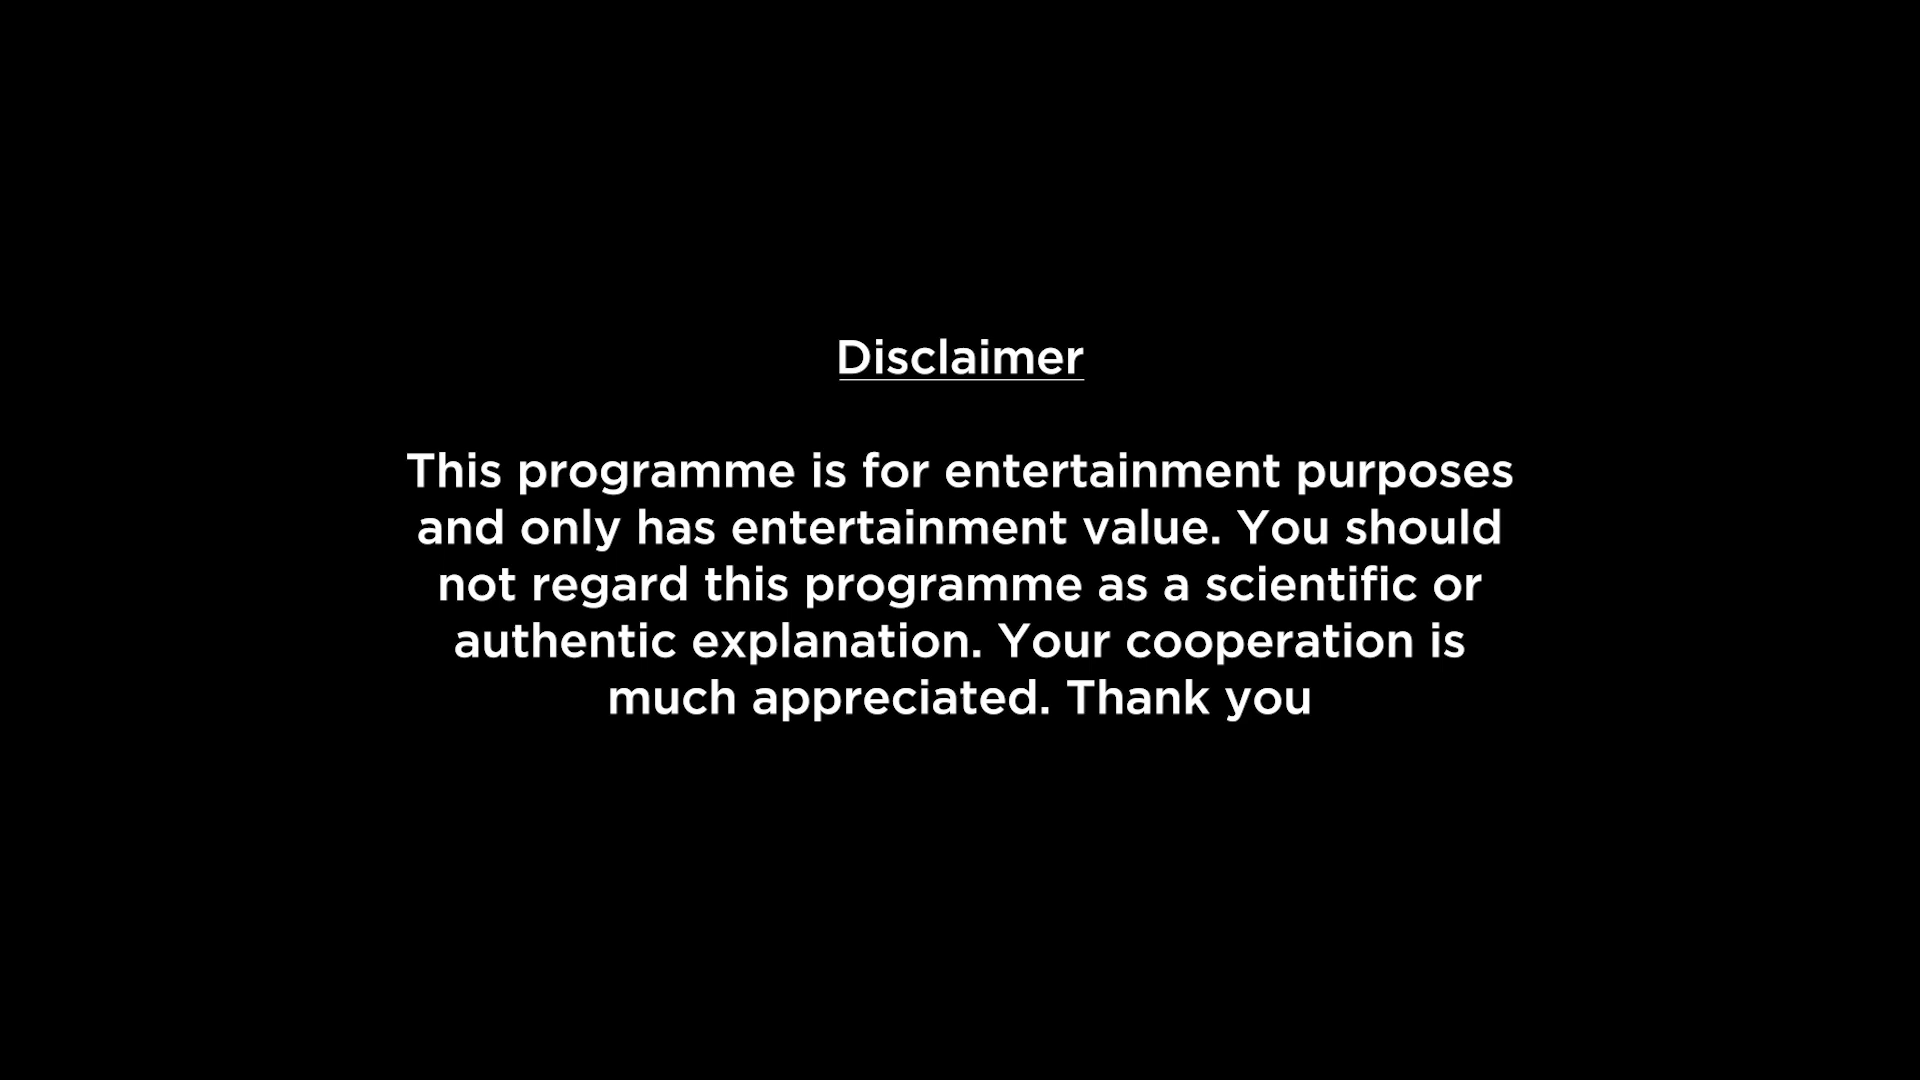 Disclaimer
This programme is for entertainment purposes
and only has entertainment value. You should
not regard this programme as a scientific or
authentic explanation. Your cooperation is
much appreciated. Thank you